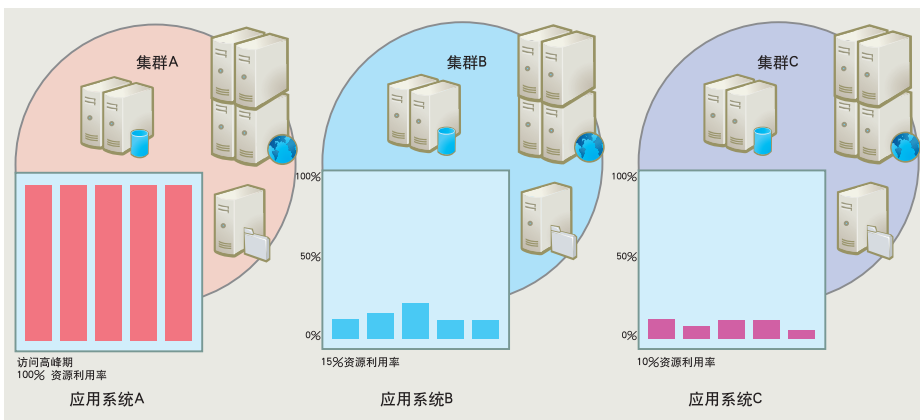 集群A
集群B
集群C
100%
50%
0%
100%
50%
0%
访问高峰期
100% 资源利用率
15%资源利用率
10%资源利用率
应用系统A
应用系统B
应用系统C